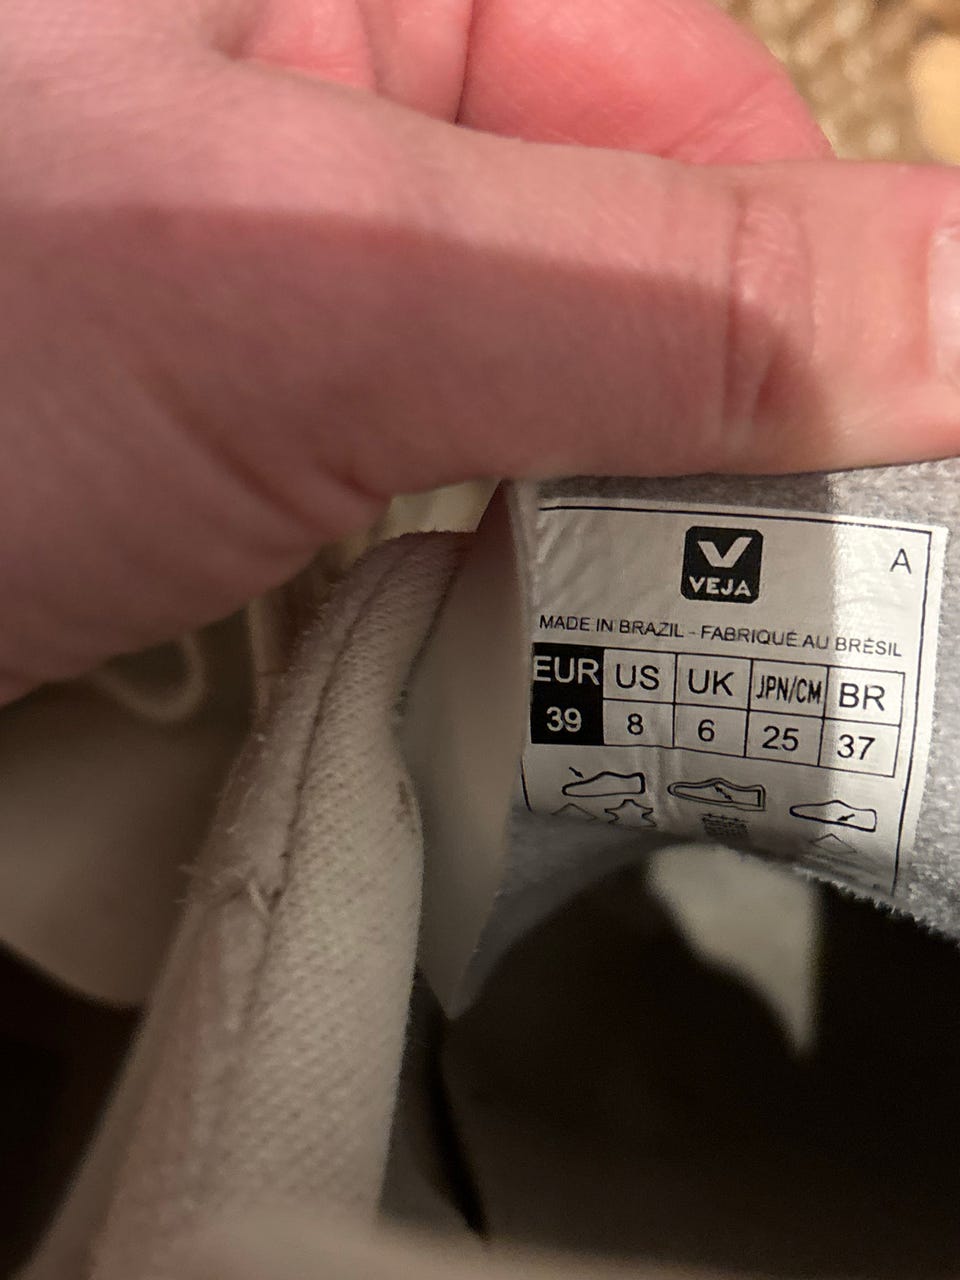 A
VEJA
MADE IN BRAZIL - FABRIQUÉ AU BRÉSIL
EUR US UK JPN/CM BR
39 8 6 25 37